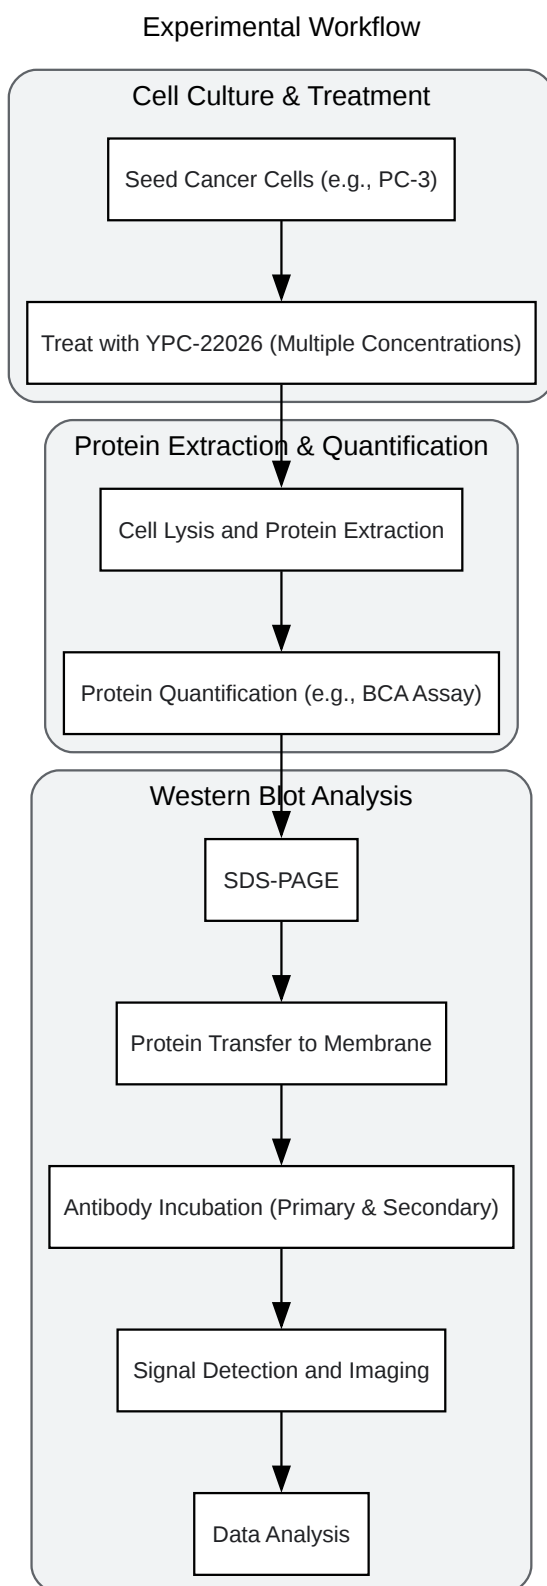 Experimental Workflow
Cell Culture & Treatment
Seed Cancer Cells (e.g., PC-3)
Treat with YPC-22026 (Multiple Concentrations)
Protein Extraction & Quantification
Cell Lysis and Protein Extraction
Protein Quantification (e.g., BCA Assay)
Western Blot Analysis
SDS-PAGE
Protein Transfer to Membrane
Antibody Incubation (Primary & Secondary)
Signal Detection and Imaging
Data Analysis